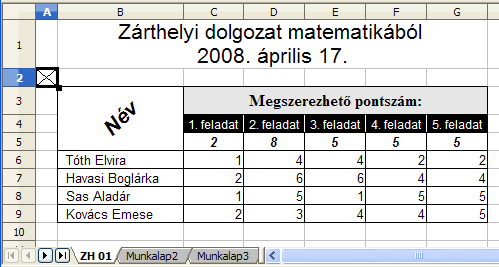 A B C D E F G
1 Zárthelyi dolgozat matematikából
2008. április 17.
2
3 Név Megszerezhető pontszám:
4 1. feladat 2. feladat 3. feladat 4. feladat 5. feladat
5 2 8 5 5 5
6 Tóth Elvira 1 4 4 2 2
7 Havasi Boglárka 2 6 6 4 4
8 Sas Aladár 1 5 1 5 5
9 Kovács Emese 2 3 4 4 5
10
ZH 01 Munkalap2 Munkalap3